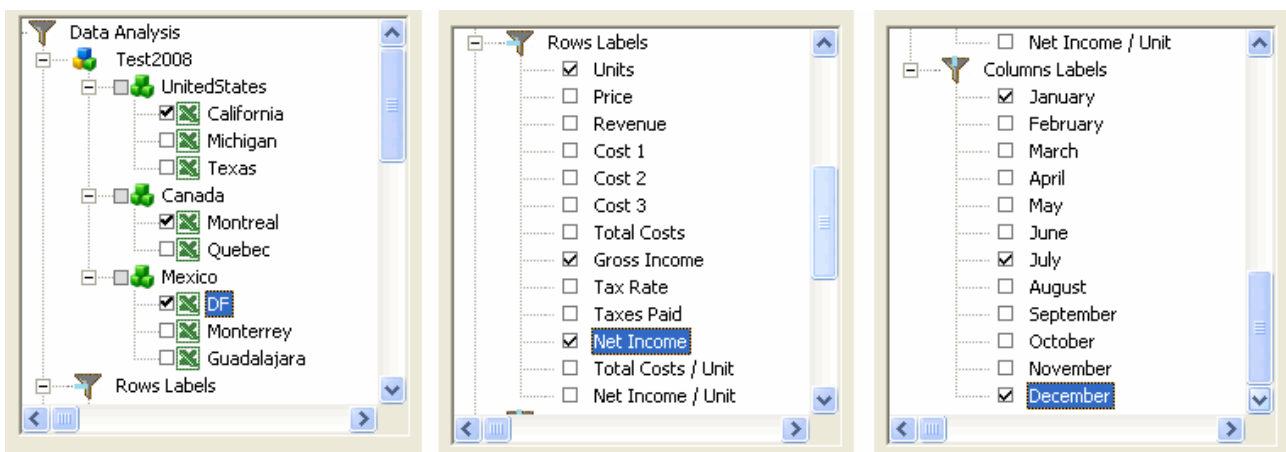 Data Analysis
Test2008
UnitedStates
California
Michigan
Texas
Canada
Montreal
Quebec
Mexico
DF
Monterrey
Guadalajara
Rows Labels
Rows Labels
Units
Price
Revenue
Cost 1
Cost 2
Cost 3
Total Costs
Gross Income
Tax Rate
Taxes Paid
Net Income
Total Costs / Unit
Net Income / Unit
Net Income / Unit
Columns Labels
January
February
March
April
May
June
July
August
September
October
November
December